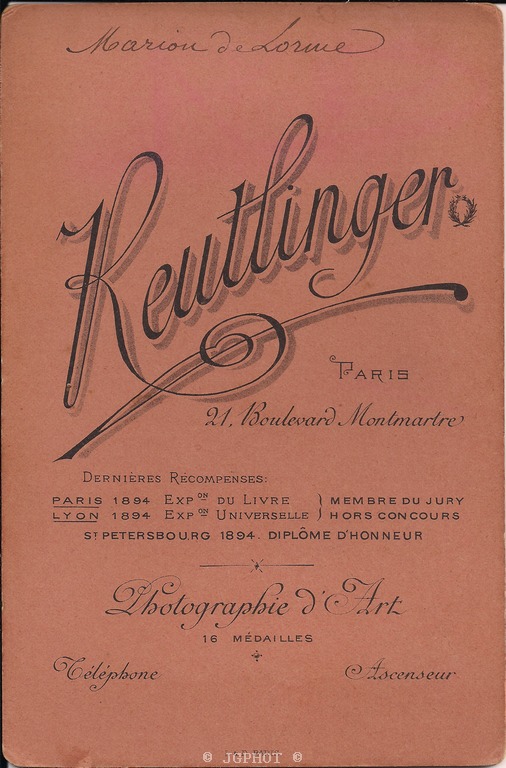 Marion de Lorme
Reutlinger
PARIS
21, Boulevard Montmartre
DERNIÈRES RÉCOMPENSES:
PARIS 1894 EXPON DU LIVRE } MEMBRE DU JURY
LYON 1894 EXPON UNIVERSELLE } HORS CONCOURS
ST PETERSBOURG 1894. DIPLÔME D'HONNEUR
Photographie d'Art
16 MÉDAILLES
Téléphone Ascenseur
© JGPHOT ©